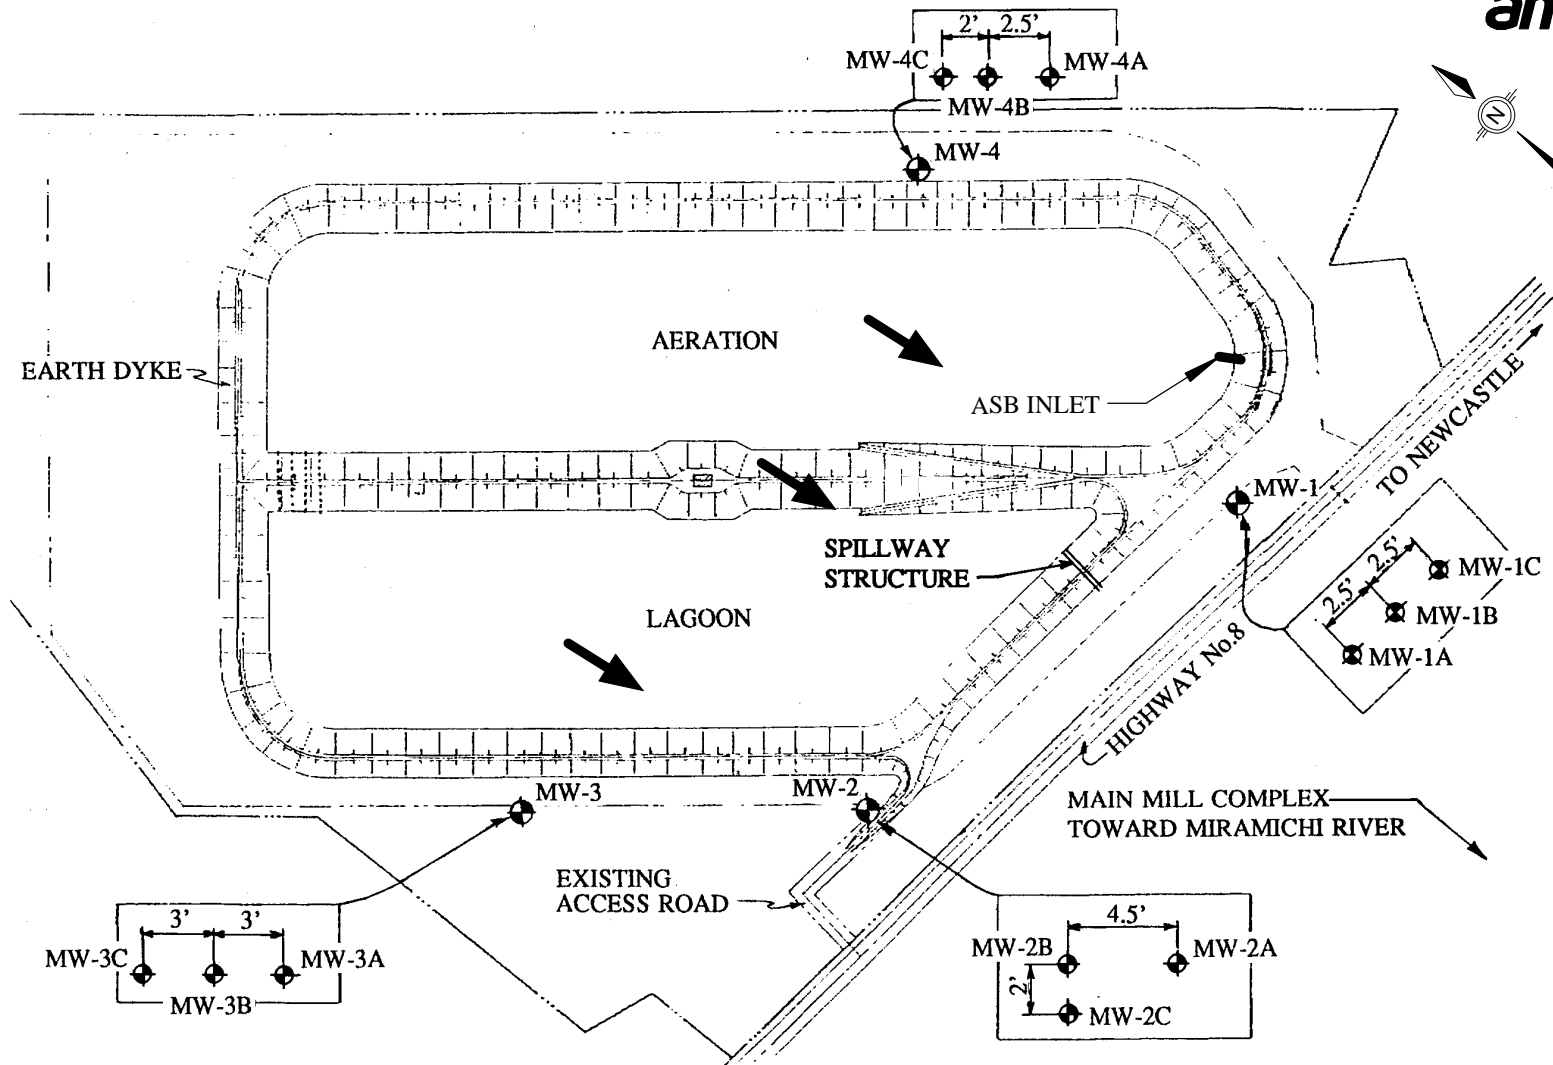 an
2' 2.5'
MW-4C MW-4A
MW-4B
N
MW-4
AERATION
EARTH DYKE
ASB INLET
TO NEWCASTLE
MW-1
SPILLWAY
STRUCTURE
2.5' 2.5'
MW-1C
MW-1B
MW-1A
LAGOON
HIGHWAY No.8
MW-3
MW-2
MAIN MILL COMPLEX
TOWARD MIRAMICHI RIVER
EXISTING
ACCESS ROAD
3' 3'
MW-3C MW-3A
MW-3B
4.5'
MW-2B MW-2A
2'
MW-2C